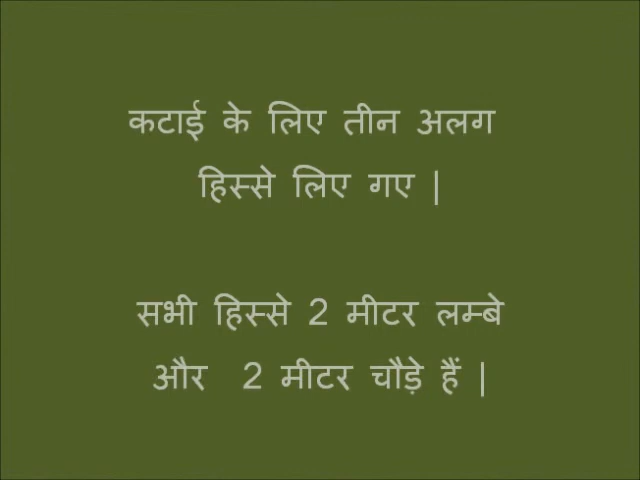 कटाई के लिए तीन अलग
हिस्से लिए गए |
सभी हिस्से 2 मीटर लम्बे
और 2 मीटर चौड़े हैं |